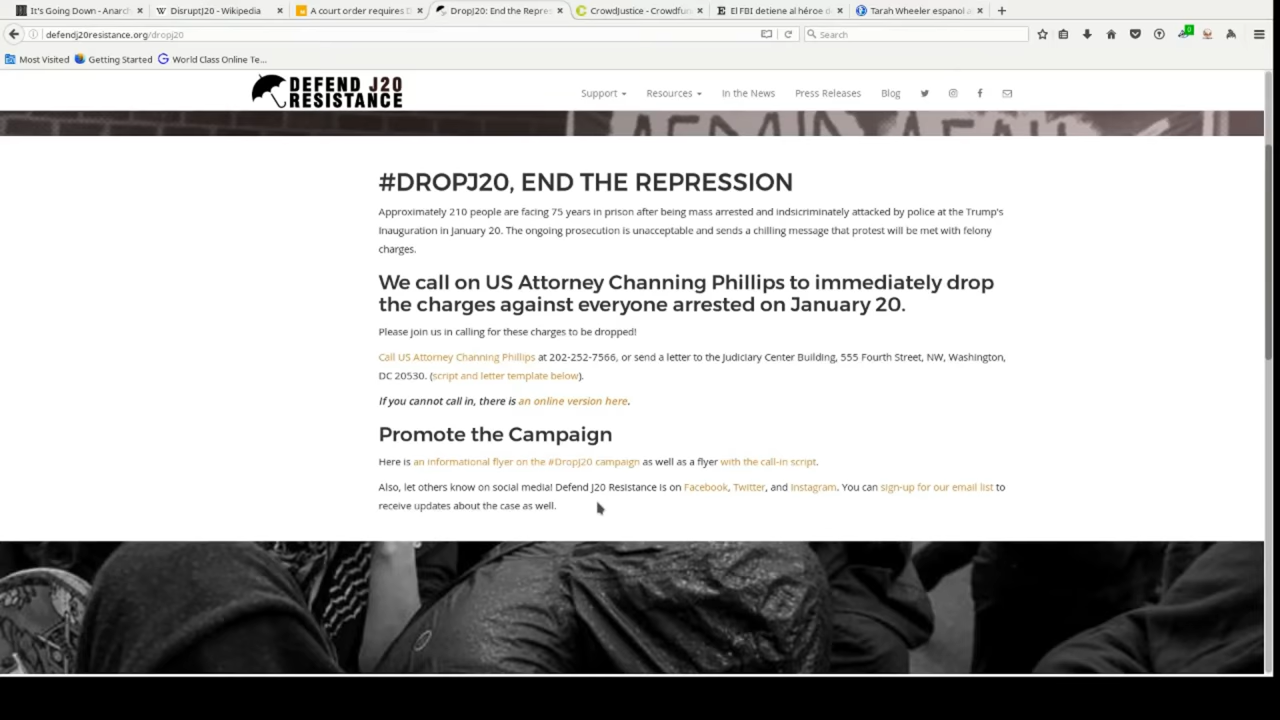 It's Going Down - Anarc
DisruptJ20 - Wikipedia
A court order requires D
DropJ20: End the Repres
CrowdJustice - Crowdfun
El FBI detiene al héroe d
Tarah Wheeler espanol a
defendj20resistance.org/dropj20
Search
0
Most Visited
Getting Started
World Class Online Te...
DEFEND J20
RESISTANCE
Support
Resources
In the News
Press Releases
Blog
#DROPJ20, END THE REPRESSION
Approximately 210 people are facing 75 years in prison after being mass arrested and indsicriminately attacked by police at the Trump's
Inauguration in January 20. The ongoing prosecution is unacceptable and sends a chilling message that protest will be met with felony
charges.
We call on US Attorney Channing Phillips to immediately drop
the charges against everyone arrested on January 20.
Please join us in calling for these charges to be dropped!
Call US Attorney Channing Phillips at 202-252-7566, or send a letter to the Judiciary Center Building, 555 Fourth Street, NW, Washington,
DC 20530. (script and letter template below).
If you cannot call in, there is an online version here.
Promote the Campaign
Here is an informational flyer on the #DropJ20 campaign as well as a flyer with the call-in script.
Also, let others know on social media! Defend J20 Resistance is on Facebook, Twitter, and Instagram. You can sign-up for our email list to
receive updates about the case as well.